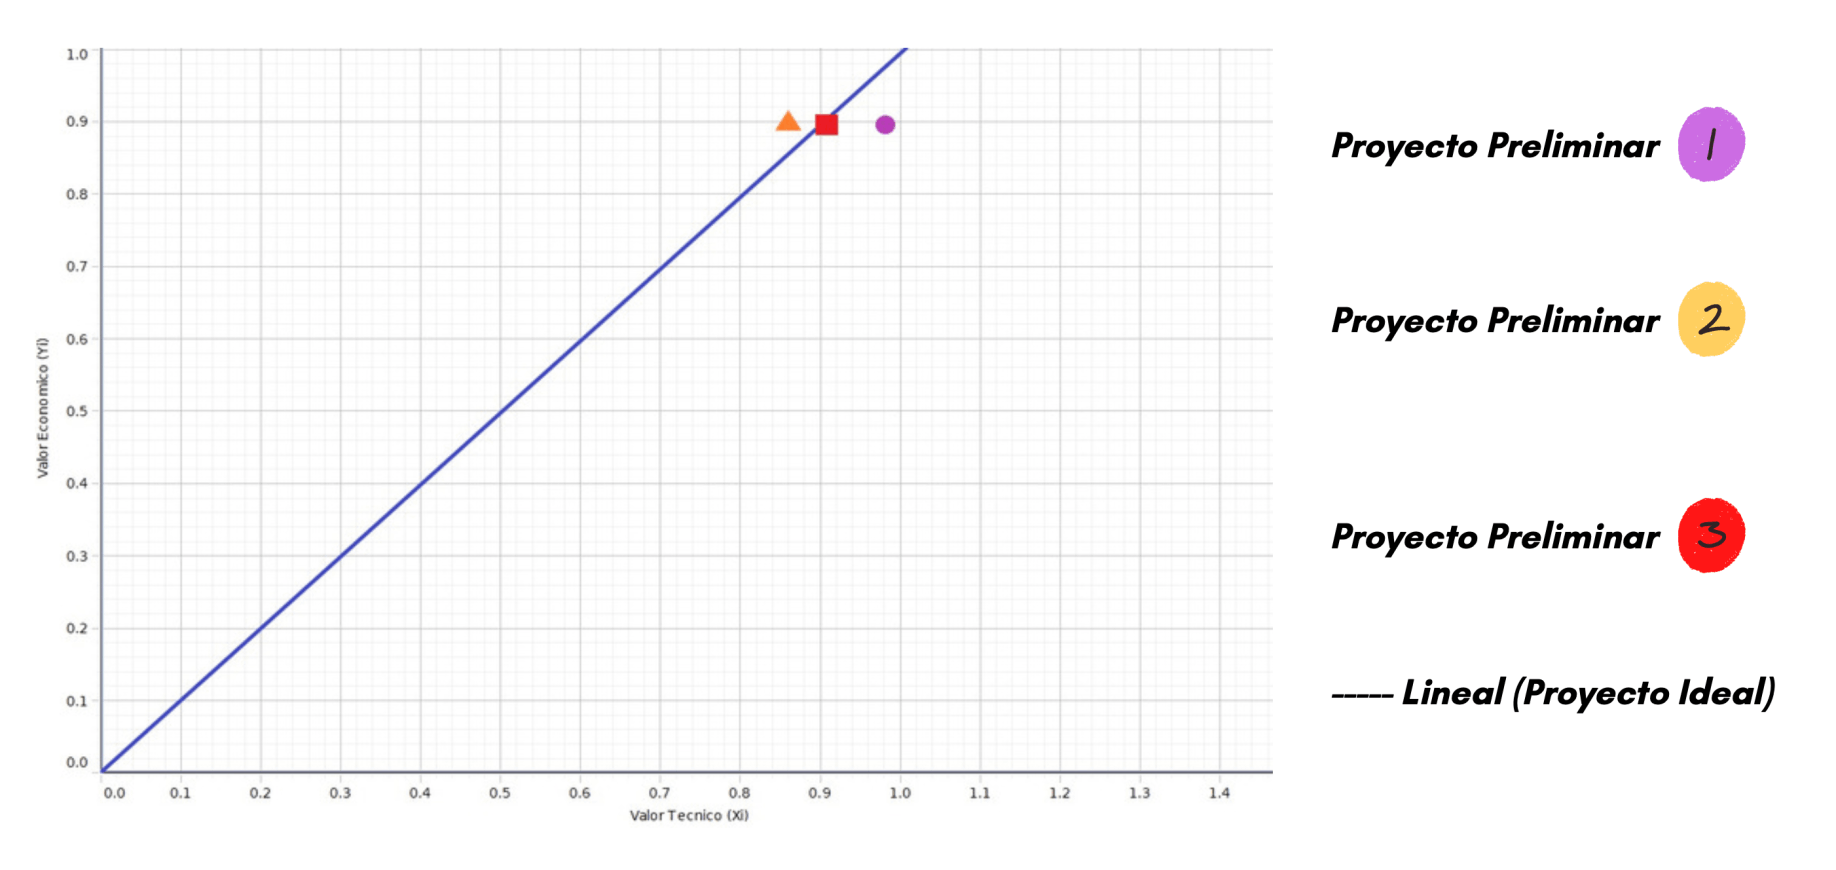 1.0
0.9
0.8
0.7
0.6
0.5
0.4
0.3
0.2
0.1
0.0
Valor Economico (Yi)
0.0 0.1 0.2 0.3 0.4 0.5 0.6 0.7 0.8 0.9 1.0 1.1 1.2 1.3 1.4
Valor Tecnico (Xi)
Proyecto Preliminar 1
Proyecto Preliminar 2
Proyecto Preliminar 3
----- Lineal (Proyecto Ideal)